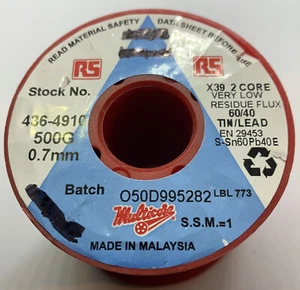 READ MATERIAL SAFETY DATA SHEET BEFORE USE
RS
RS
Stock No.
436-4910
500G
0.7mm
X39 2 CORE
VERY LOW
RESIDUE FLUX
60/40
TIN/LEAD
EN 29453
S-Sn60Pb40E
Batch O50D995282 LBL 773
Multicore
S.S.M.=1
MADE IN MALAYSIA